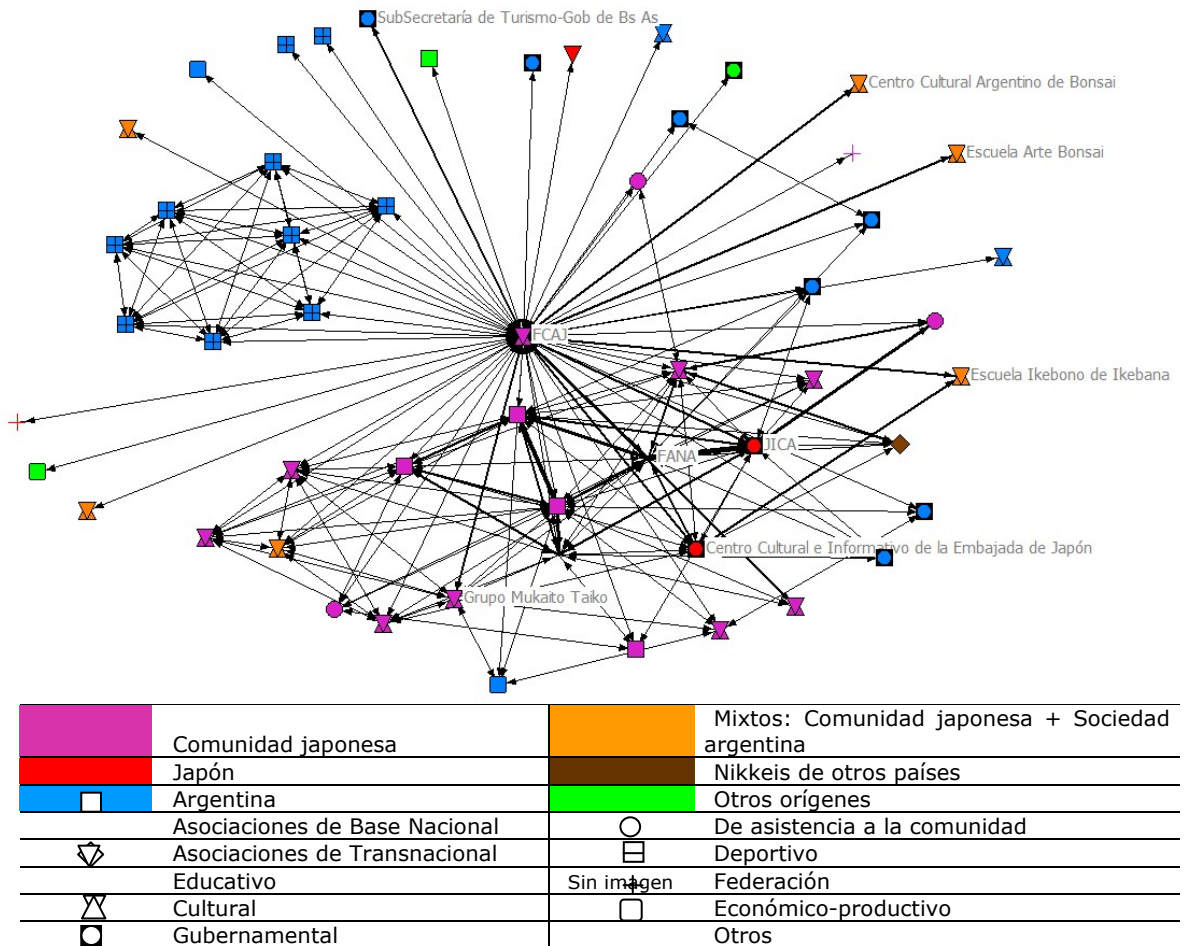 SubSecretaría de Turismo-Gob de Bs As
Centro Cultural Argentino de Bonsai
Escuela Arte Bonsai
FCAJ
Escuela Ikebono de Ikebana
JICA
FANA
Centro Cultural e Informativo de la Embajada de Japón
Grupo Mukaito Taiko
Comunidad japonesa
Mixtos: Comunidad japonesa + Sociedad
argentina
Japón
Nikkeis de otros países
Argentina
Otros orígenes
Asociaciones de Base Nacional
De asistencia a la comunidad
Asociaciones de Transnacional
Deportivo
Educativo
Sin imagen
Federación
Cultural
Económico-productivo
Gubernamental
Otros